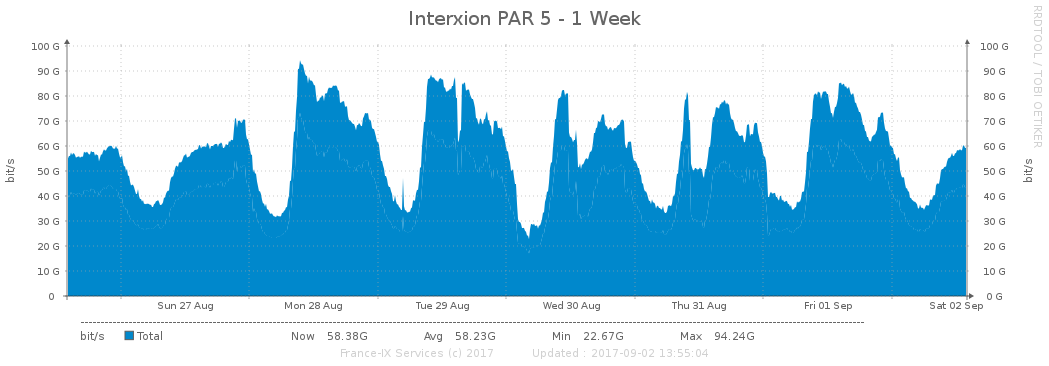 Interxion PAR 5 - 1 Week
RRDTOOL / TOBI OETIKER
100 G 100 G
90 G 90 G
80 G 80 G
70 G 70 G
60 G 60 G
50 G 50 G
40 G 40 G
30 G 30 G
20 G 20 G
10 G 10 G
0 0 G
bit/s bit/s
Sun 27 Aug Mon 28 Aug Tue 29 Aug Wed 30 Aug Thu 31 Aug Fri 01 Sep Sat 02 Sep
bit/s Total Now 58.38G Avg 58.23G Min 22.67G Max 94.24G
France-IX Services (c) 2017 Updated : 2017-09-02 13:55:04